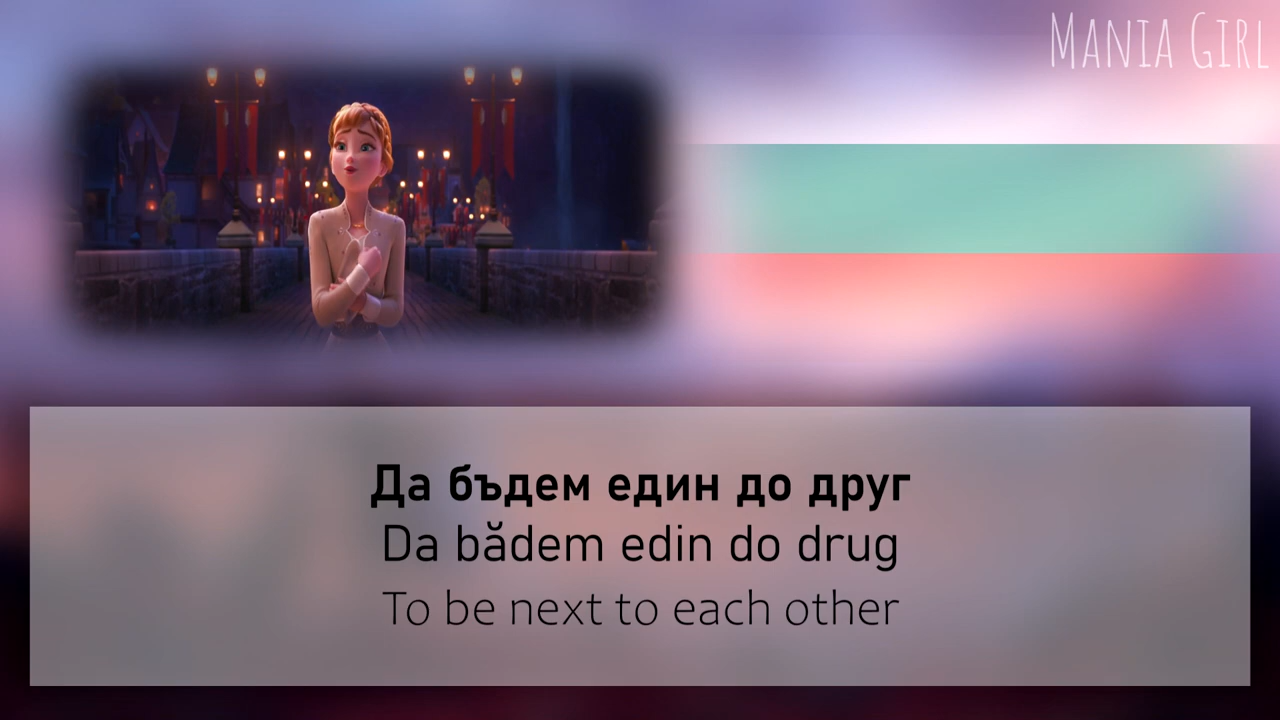 Mania Girl
Да бъдем един до друг
Da bădem edin do drug
To be next to each other